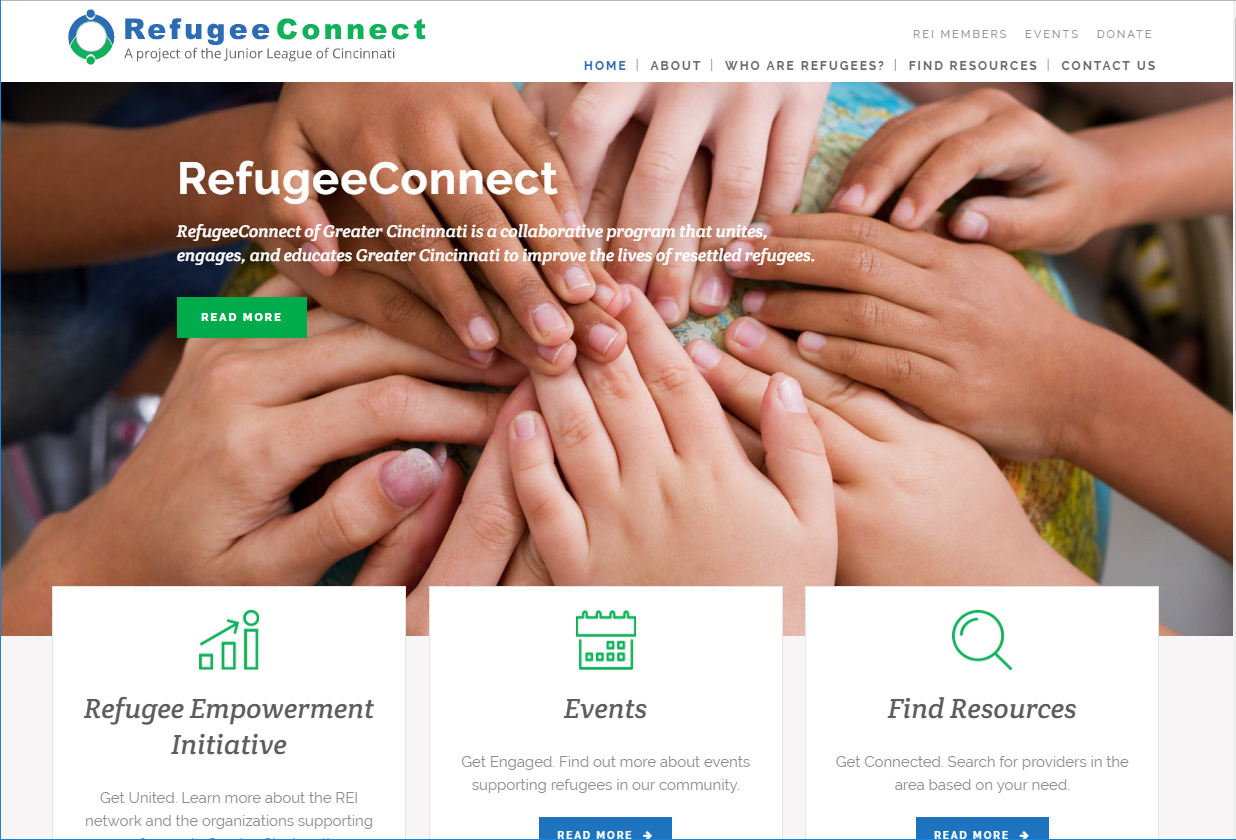 RefugeeConnect
A project of the Junior League of Cincinnati
REI MEMBERS EVENTS DONATE
HOME | ABOUT | WHO ARE REFUGEES? | FIND RESOURCES | CONTACT US
RefugeeConnect
RefugeeConnect of Greater Cincinnati is a collaborative program that unites,
engages, and educates Greater Cincinnati to improve the lives of resettled refugees.
READ MORE
Refugee Empowerment
Initiative
Get United. Learn more about the REI
network and the organizations supporting
Events
Get Engaged. Find out more about events
supporting refugees in our community.
READ MORE
Find Resources
Get Connected. Search for providers in the
area based on your need.
READ MORE